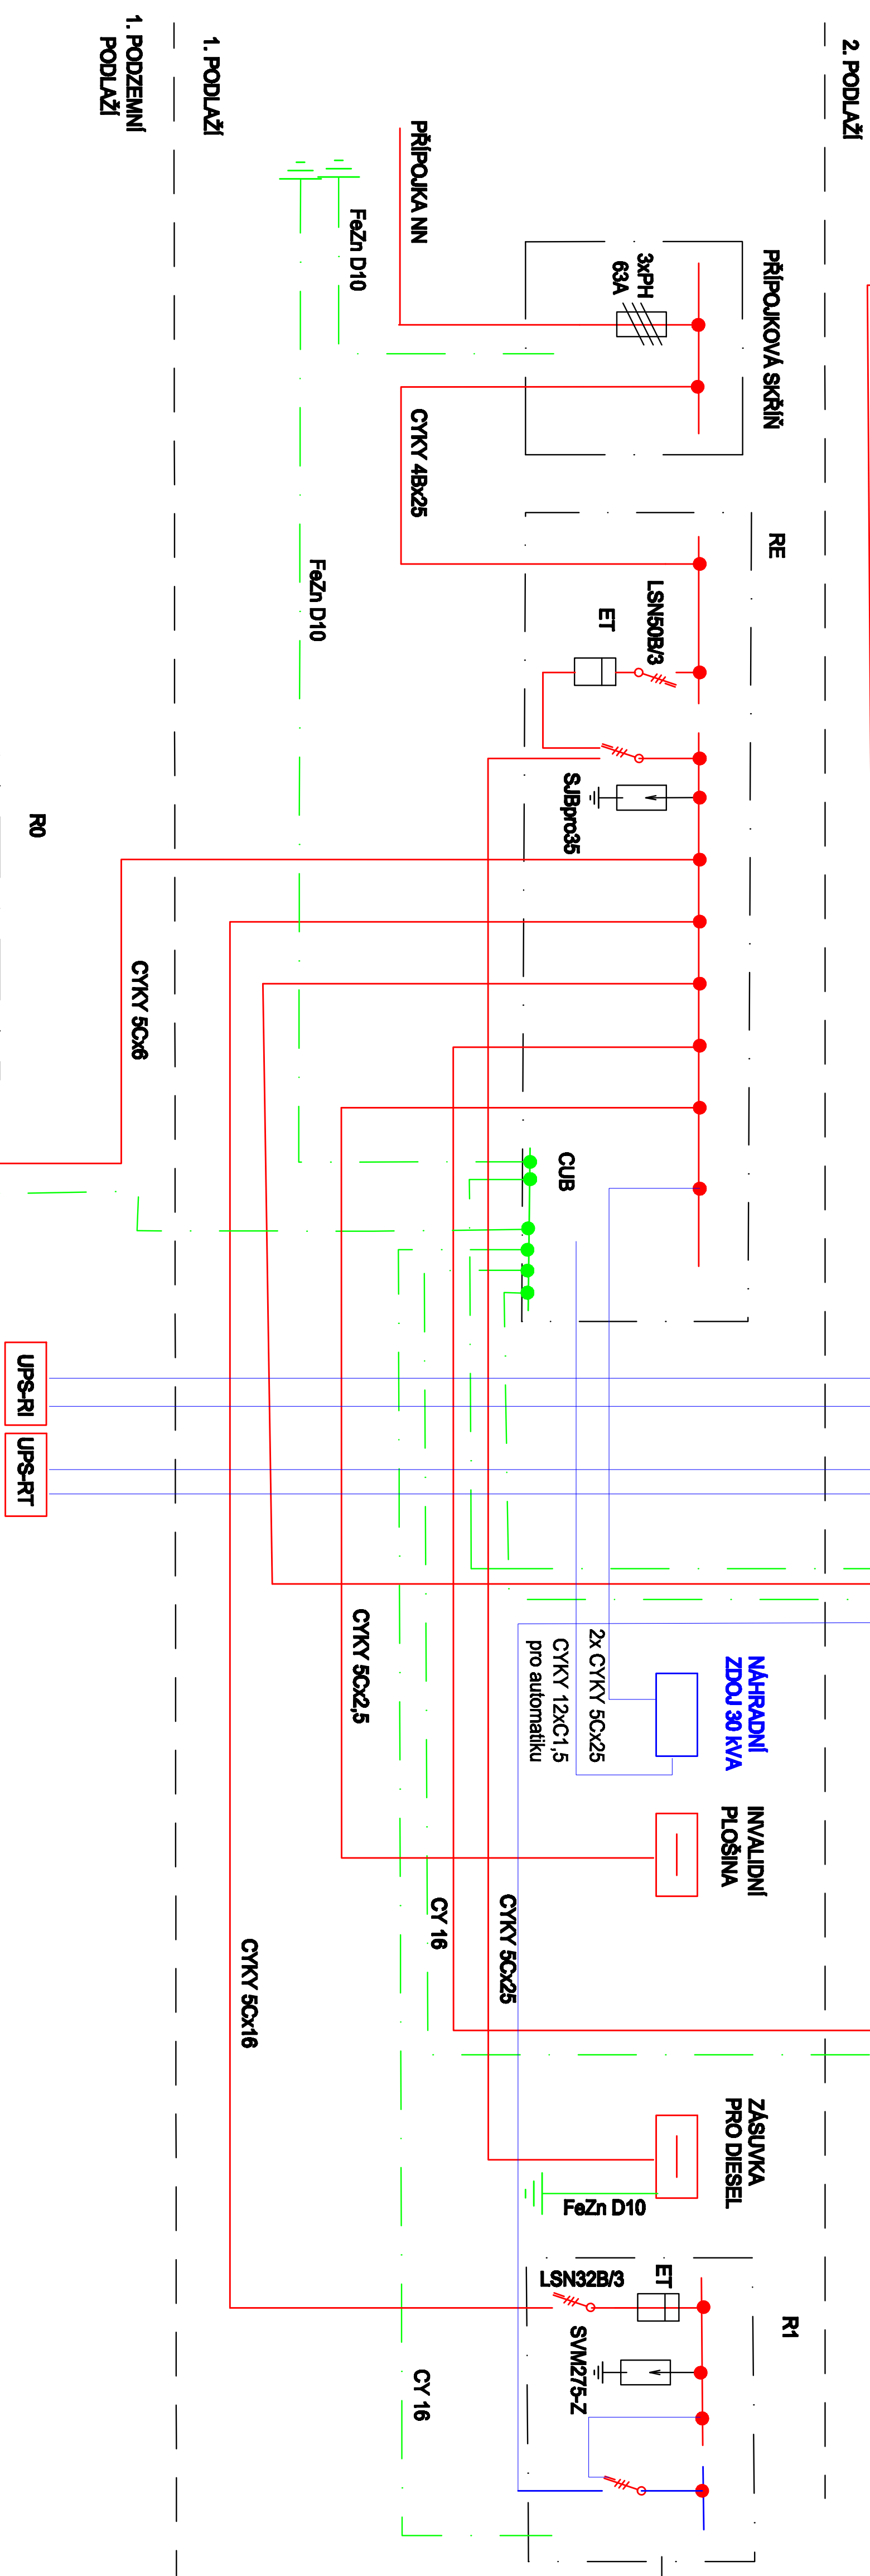 2. PODLAŽÍ
PŘÍPOJKOVÁ SKŘÍŇ
3xPH
63A
PŘÍPOJKA NN
FeZn D10
1. PODLAŽÍ
1. PODZEMNÍ
PODLAŽÍ
CYKY 4Bx25
RE
LSN50B/3
ET
SJBpro35
FeZn D10
R0
CYKY 5Cx6
CUB
UPS-RI
UPS-RT
NÁHRADNÍ
ZDOJ 30 kVA
2x CYKY 5Cx25
CYKY 12xC1,5
pro automatiku
CYKY 5Cx2,5
INVALIDNÍ
PLOŠINA
CYKY 5Cx25
CY 16
CYKY 5Cx16
ZÁSUVKA
PRO DIESEL
FeZn D10
R1
ET
LSN32B/3
SVM275-Z
CY 16